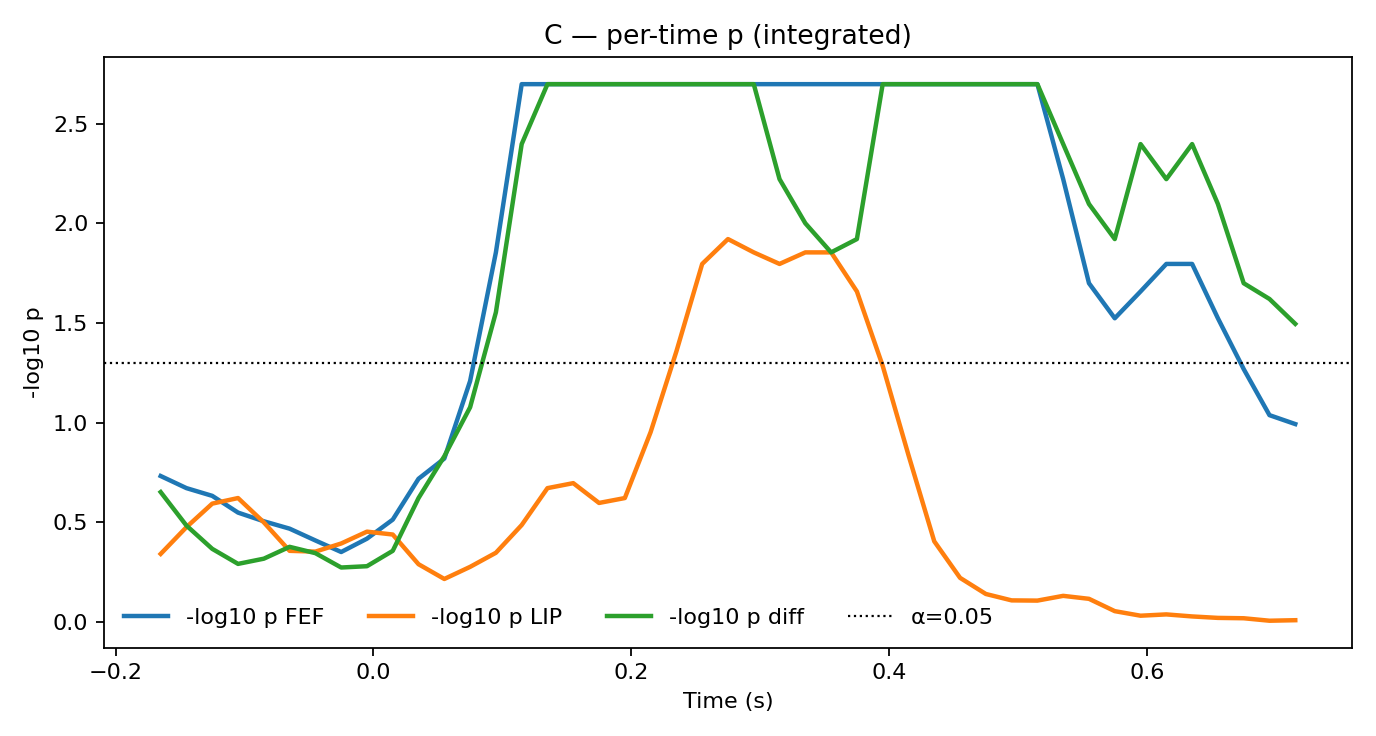 C — per-time p (integrated)
-log10 p
2.5
2.0
1.5
1.0
0.5
0.0
-log10 p FEF
-log10 p LIP
-log10 p diff
α=0.05
−0.2
0.0
0.2
0.4
0.6
Time (s)